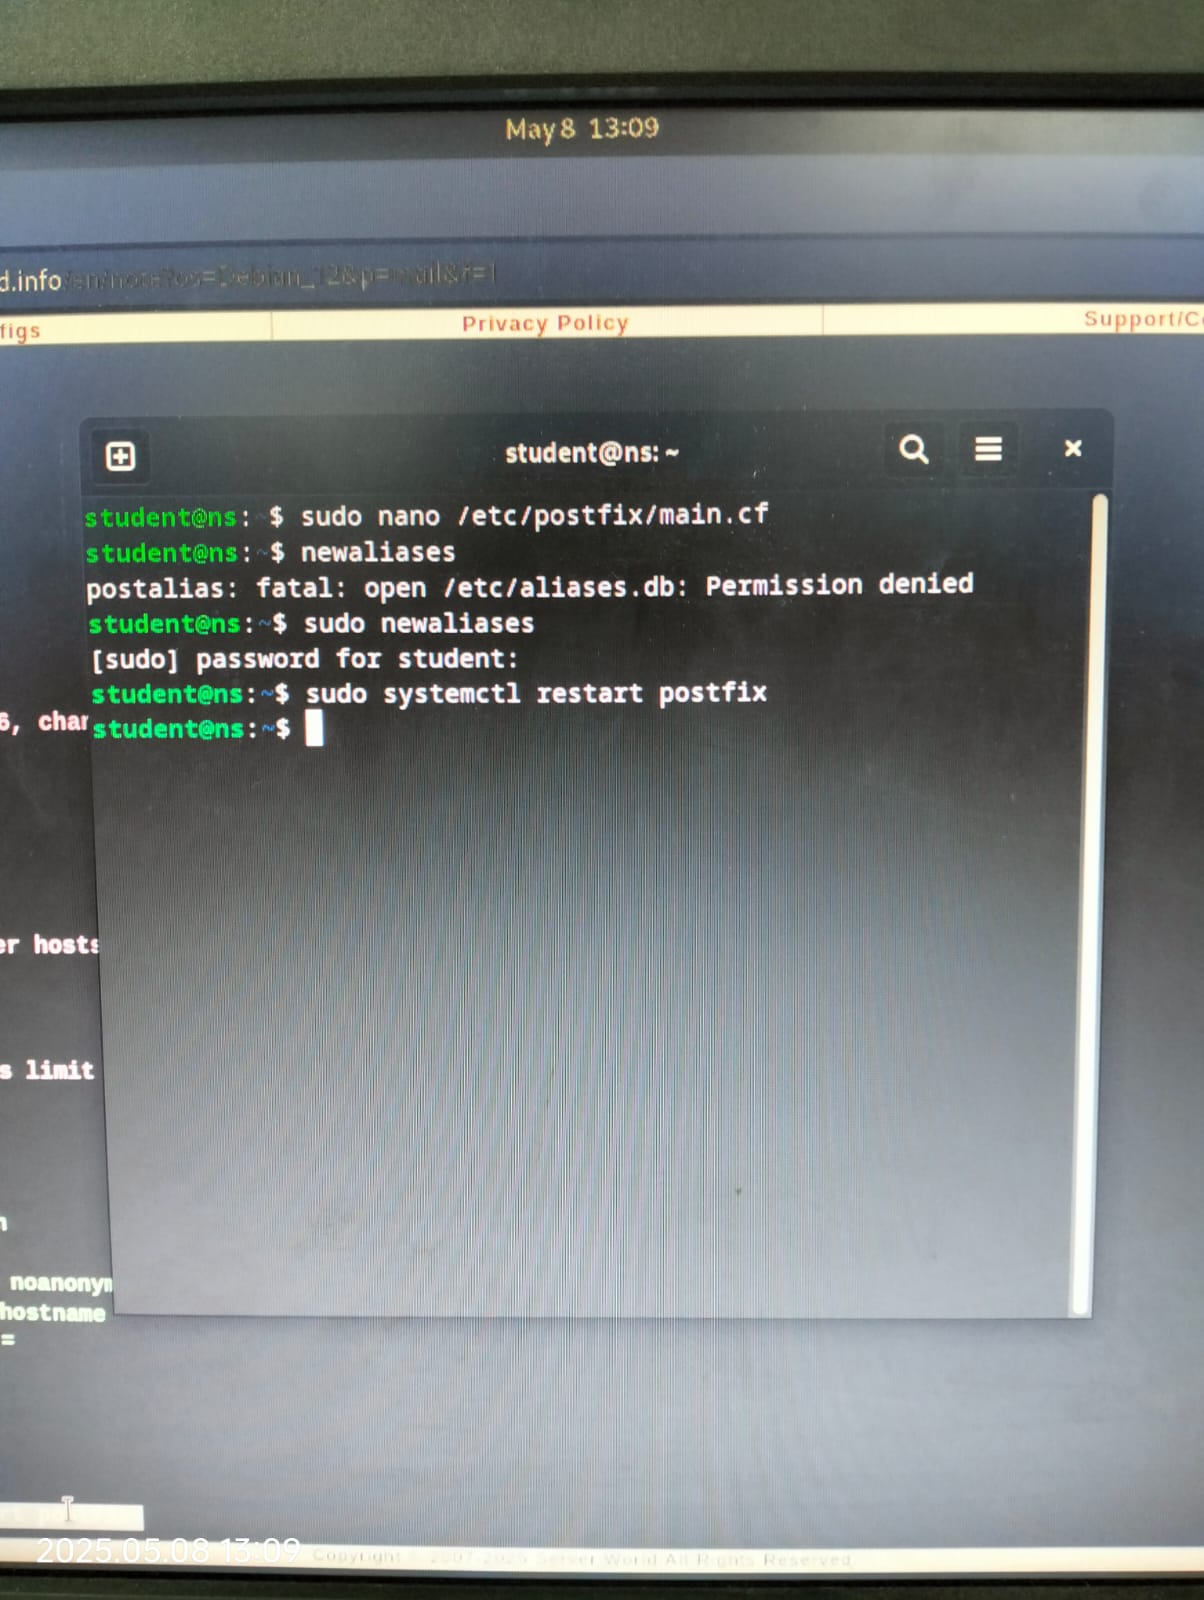 May 8 13:09
d.info/en/note?os=Debian_12&p=mail&f=1
figs
Privacy Policy
Support/Co
student@ns: ~
student@ns: $ sudo nano /etc/postfix/main.cf
student@ns:~$ newaliases
postalias: fatal: open /etc/aliases.db: Permission denied
student@ns:~$ sudo newaliases
[sudo] password for student:
student@ns:~$ sudo systemctl restart postfix
6, char
student@ns:~$
er hosts
s limit
n
noanonym
hostname
=
2025.05.08 13:09
Copyright © 2007-2025 Server World All Rights Reserved.